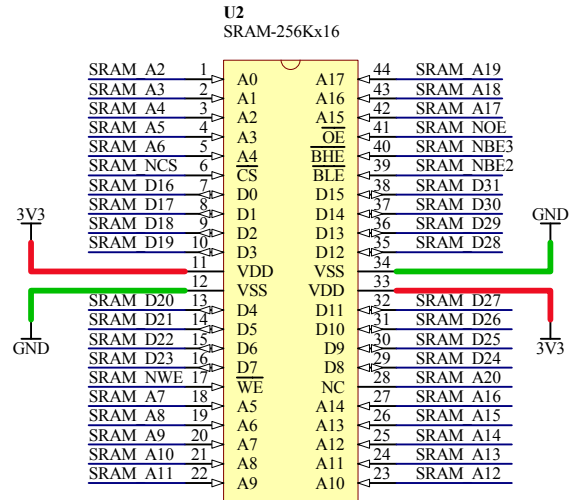 U2
SRAM-256Kx16
SRAM_A2 1 A0 A17 44 SRAM_A19
SRAM_A3 2 A1 A16 43 SRAM_A18
SRAM_A4 3 A2 A15 42 SRAM_A17
SRAM_A5 4 A3 OE 41 SRAM_NOE
SRAM_A6 5 A4 BHE 40 SRAM_NBE3
SRAM_NCS 6 CS BLE 39 SRAM_NBE2
SRAM_D16 7 D0 D15 38 SRAM_D31
SRAM_D17 8 D1 D14 37 SRAM_D30
3V3 SRAM_D18 9 D2 D13 36 SRAM_D29 GND
SRAM_D19 10 D3 D12 35 SRAM_D28
11 VDD VSS 34
12 VSS VDD 33
SRAM_D20 13 D4 D11 32 SRAM_D27
SRAM_D21 14 D5 D10 31 SRAM_D26
GND SRAM_D22 15 D6 D9 30 SRAM_D25 3V3
SRAM_D23 16 D7 D8 29 SRAM_D24
SRAM_NWE 17 WE NC 28 SRAM_A20
SRAM_A7 18 A5 A14 27 SRAM_A16
SRAM_A8 19 A6 A13 26 SRAM_A15
SRAM_A9 20 A7 A12 25 SRAM_A14
SRAM_A10 21 A8 A11 24 SRAM_A13
SRAM_A11 22 A9 A10 23 SRAM_A12